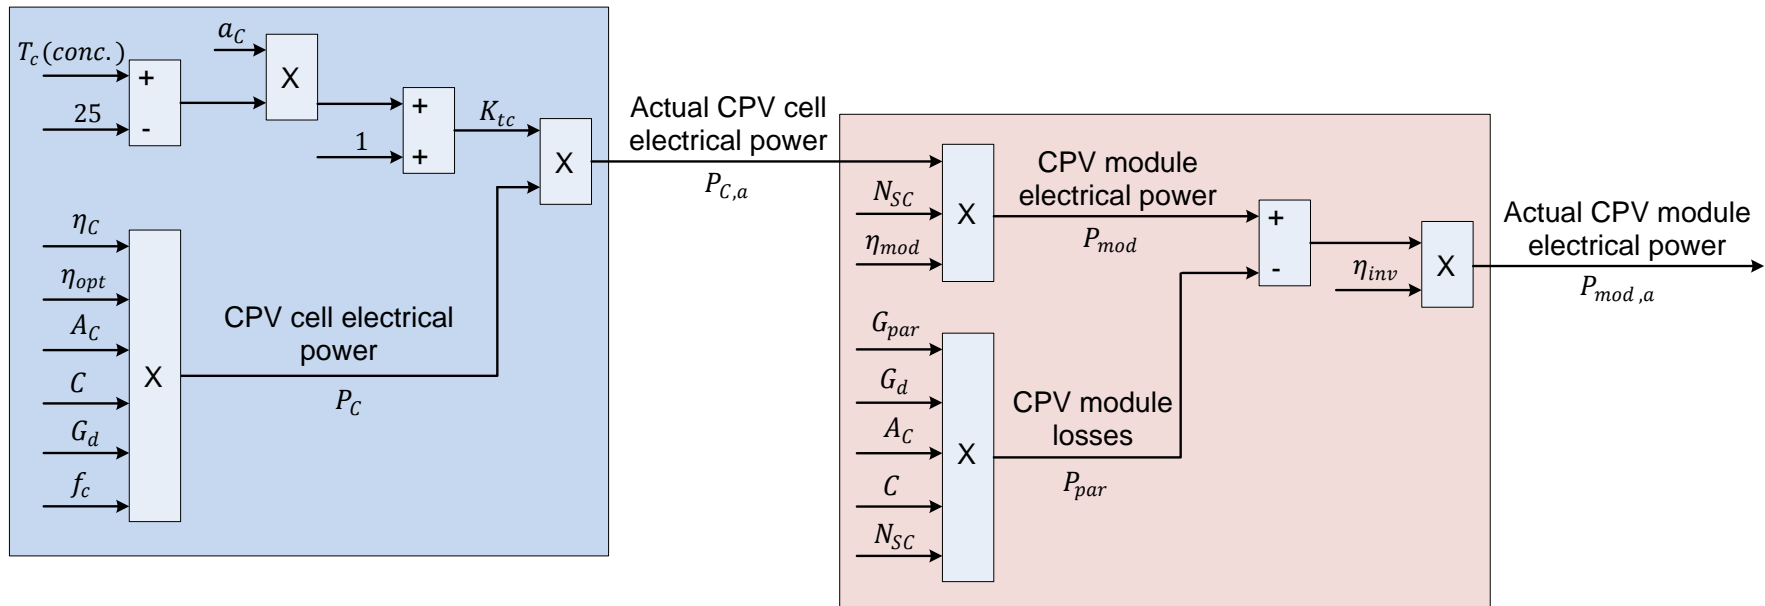 T_c(conc.)
+
25
-
a_C
X
+
1
+
K_tc
X
η_C
η_opt
A_C
C
G_d
f_c
X
CPV cell electrical
power
P_C
Actual CPV cell
electrical power
P_C,a
N_SC
η_mod
X
CPV module
electrical power
P_mod
G_par
G_d
A_C
C
N_SC
X
CPV module
losses
P_par
+
-
η_inv
X
Actual CPV module
electrical power
P_mod,a